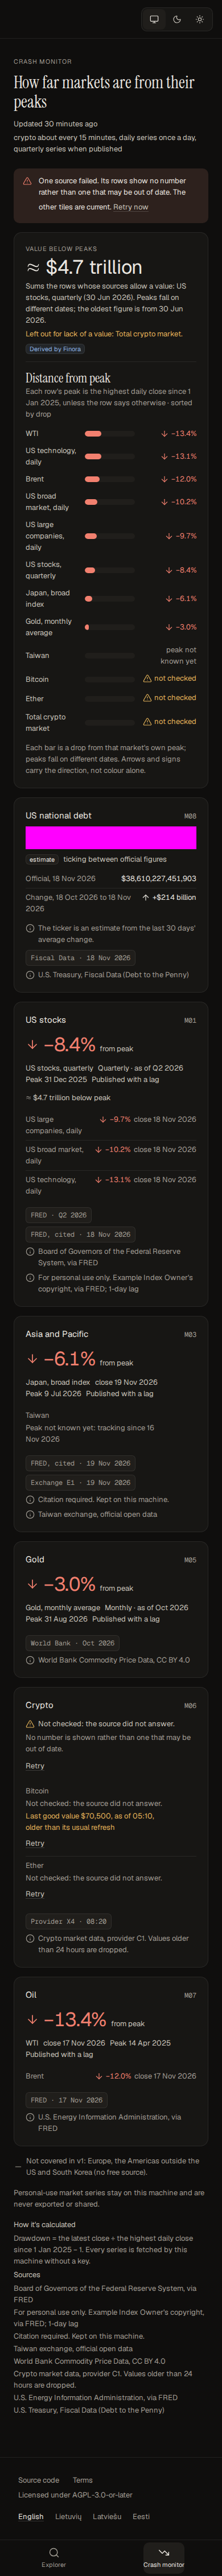 CRASH MONITOR
How far markets are from their
peaks
Updated 30 minutes ago
crypto about every 15 minutes, daily series once a day,
quarterly series when published
One source failed. Its rows show no number
rather than one that may be out of date. The
other tiles are current. Retry now
VALUE BELOW PEAKS
≈ $4.7 trillion
Sums the rows whose sources allow a value: US
stocks, quarterly (30 Jun 2026). Peaks fall on
different dates; the oldest figure is from 30 Jun
2026.
Left out for lack of a value: Total crypto market.
Derived by Finora
Distance from peak
Each row's peak is the highest daily close since 1
Jan 2025, unless the row says otherwise · sorted
by drop
WTI ↓ −13.4%
US technology,
daily ↓ −13.1%
Brent ↓ −12.0%
US broad
market, daily ↓ −10.2%
US large
companies,
daily ↓ −9.7%
US stocks,
quarterly ↓ −8.4%
Japan, broad
index ↓ −6.1%
Gold, monthly
average ↓ −3.0%
Taiwan peak not
known yet
Bitcoin not checked
Ether not checked
Total crypto
market not checked
Each bar is a drop from that market's own peak;
peaks fall on different dates. Arrows and signs
carry the direction, not colour alone.
US national debt M08
estimate ticking between official figures
Official, 18 Nov 2026 $38,610,227,451,903
Change, 18 Oct 2026 to 18 Nov
2026 ↑ +$214 billion
The ticker is an estimate from the last 30 days'
average change.
Fiscal Data · 18 Nov 2026
U.S. Treasury, Fiscal Data (Debt to the Penny)
US stocks M01
↓ −8.4% from peak
US stocks, quarterly Quarterly · as of Q2 2026
Peak 31 Dec 2025 Published with a lag
≈ $4.7 trillion below peak
US large
companies, daily ↓ −9.7% close 18 Nov 2026
US broad market,
daily ↓ −10.2% close 18 Nov 2026
US technology,
daily ↓ −13.1% close 18 Nov 2026
FRED · Q2 2026
FRED, cited · 18 Nov 2026
Board of Governors of the Federal Reserve
System, via FRED
For personal use only. Example Index Owner's
copyright, via FRED; 1-day lag
Asia and Pacific M03
↓ −6.1% from peak
Japan, broad index close 19 Nov 2026
Peak 9 Jul 2026 Published with a lag
Taiwan
Peak not known yet: tracking since 16
Nov 2026
FRED, cited · 19 Nov 2026
Exchange E1 · 19 Nov 2026
Citation required. Kept on this machine.
Taiwan exchange, official open data
Gold M05
↓ −3.0% from peak
Gold, monthly average Monthly · as of Oct 2026
Peak 31 Aug 2026 Published with a lag
World Bank · Oct 2026
World Bank Commodity Price Data, CC BY 4.0
Crypto M06
Not checked: the source did not answer.
No number is shown rather than one that may be
out of date.
Retry
Bitcoin
Not checked: the source did not answer.
Last good value $70,500, as of 05:10,
older than its usual refresh
Retry
Ether
Not checked: the source did not answer.
Retry
Provider X4 · 08:20
Crypto market data, provider C1. Values older
than 24 hours are dropped.
Oil M07
↓ −13.4% from peak
WTI close 17 Nov 2026 Peak 14 Apr 2025
Published with a lag
Brent ↓ −12.0% close 17 Nov 2026
FRED · 17 Nov 2026
U.S. Energy Information Administration, via
FRED
Not covered in v1: Europe, the Americas outside the
US and South Korea (no free source).
Personal-use market series stay on this machine and are
never exported or shared.
How it's calculated
Drawdown = the latest close ÷ the highest daily close
since 1 Jan 2025 − 1. Every series is fetched by this
machine without a key.
Sources
Board of Governors of the Federal Reserve System, via
FRED
For personal use only. Example Index Owner's copyright,
via FRED; 1-day lag
Citation required. Kept on this machine.
Taiwan exchange, official open data
World Bank Commodity Price Data, CC BY 4.0
Crypto market data, provider C1. Values older than 24
hours are dropped.
U.S. Energy Information Administration, via FRED
U.S. Treasury, Fiscal Data (Debt to the Penny)
Source code Terms
Licensed under AGPL-3.0-or-later
English Lietuvių Latviešu Eesti
Explorer Crash monitor